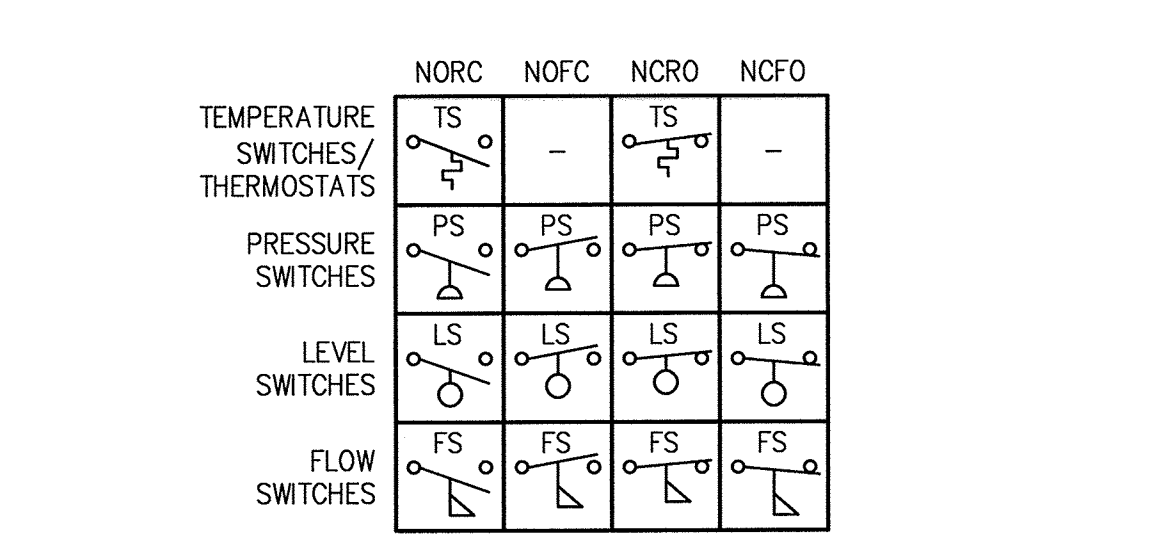 NORC NOFC NCRO NCFO
TEMPERATURE
SWITCHES/
THERMOSTATS
TS – TS –
PRESSURE
SWITCHES
PS PS PS PS
LEVEL
SWITCHES
LS LS LS LS
FLOW
SWITCHES
FS FS FS FS